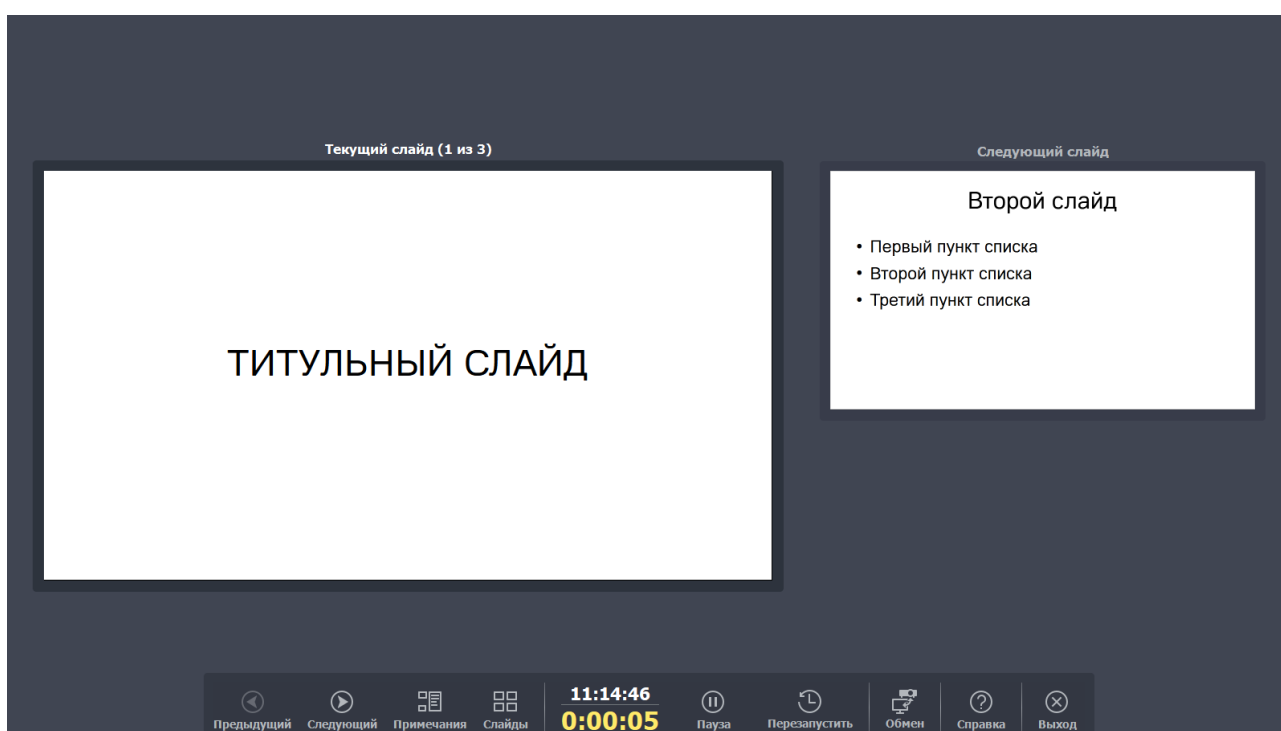 Текущий слайд (1 из 3)
ТИТУЛЬНЫЙ СЛАЙД
Следующий слайд
Второй слайд
• Первый пункт списка
• Второй пункт списка
• Третий пункт списка
Предыдущий
Следующий
Примечания
Слайды
11:14:46
0:00:05
Пауза
Перезапустить
Обмен
Справка
Выход